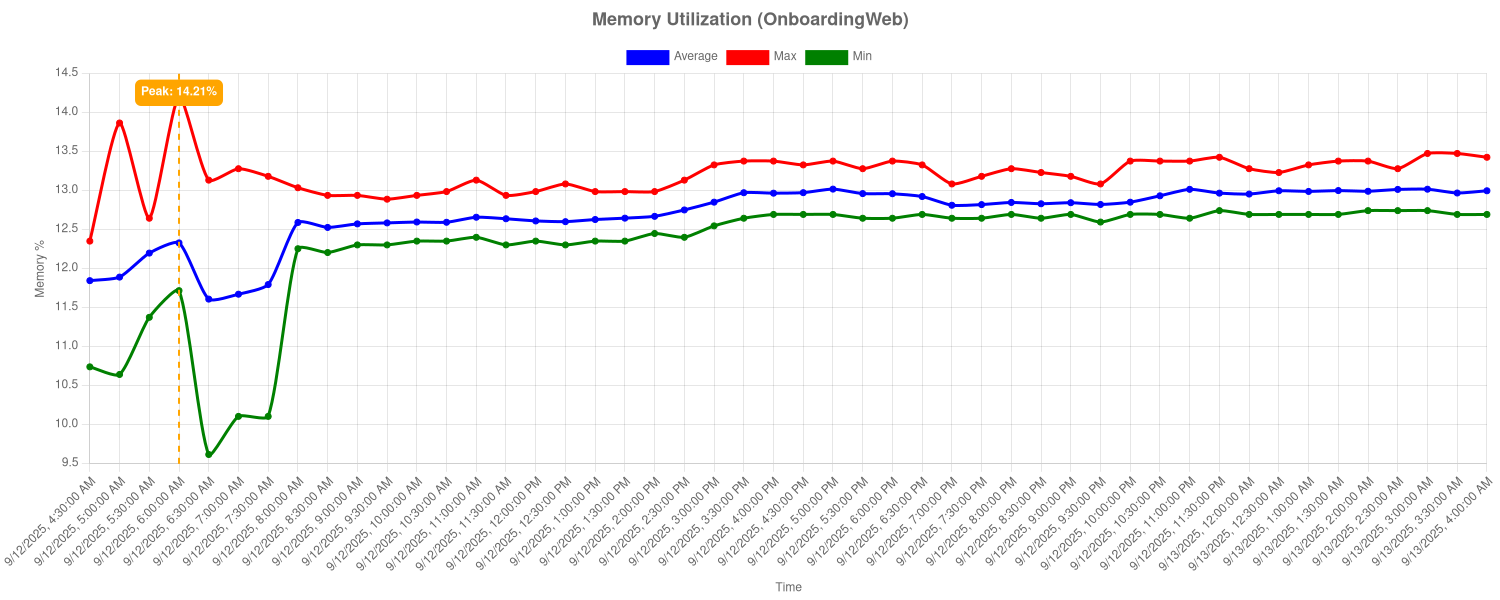 Memory Utilization (OnboardingWeb)
Average Max Min
Peak: 14.21%
Memory %
14.5
14.0
13.5
13.0
12.5
12.0
11.5
11.0
10.5
10.0
9.5
9/12/2025, 4:30:00 AM
9/12/2025, 5:00:00 AM
9/12/2025, 5:30:00 AM
9/12/2025, 6:00:00 AM
9/12/2025, 6:30:00 AM
9/12/2025, 7:00:00 AM
9/12/2025, 7:30:00 AM
9/12/2025, 8:00:00 AM
9/12/2025, 8:30:00 AM
9/12/2025, 9:00:00 AM
9/12/2025, 9:30:00 AM
9/12/2025, 10:00:00 AM
9/12/2025, 10:30:00 AM
9/12/2025, 11:00:00 AM
9/12/2025, 11:30:00 AM
9/12/2025, 12:00:00 PM
9/12/2025, 12:30:00 PM
9/12/2025, 1:00:00 PM
9/12/2025, 1:30:00 PM
9/12/2025, 2:00:00 PM
9/12/2025, 2:30:00 PM
9/12/2025, 3:00:00 PM
9/12/2025, 3:30:00 PM
9/12/2025, 4:00:00 PM
9/12/2025, 4:30:00 PM
9/12/2025, 5:00:00 PM
9/12/2025, 5:30:00 PM
9/12/2025, 6:00:00 PM
9/12/2025, 6:30:00 PM
9/12/2025, 7:00:00 PM
9/12/2025, 7:30:00 PM
9/12/2025, 8:00:00 PM
9/12/2025, 8:30:00 PM
9/12/2025, 9:00:00 PM
9/12/2025, 9:30:00 PM
9/12/2025, 10:00:00 PM
9/12/2025, 10:30:00 PM
9/12/2025, 11:00:00 PM
9/12/2025, 11:30:00 PM
9/13/2025, 12:00:00 AM
9/13/2025, 12:30:00 AM
9/13/2025, 1:00:00 AM
9/13/2025, 1:30:00 AM
9/13/2025, 2:00:00 AM
9/13/2025, 2:30:00 AM
9/13/2025, 3:00:00 AM
9/13/2025, 3:30:00 AM
9/13/2025, 4:00:00 AM
Time